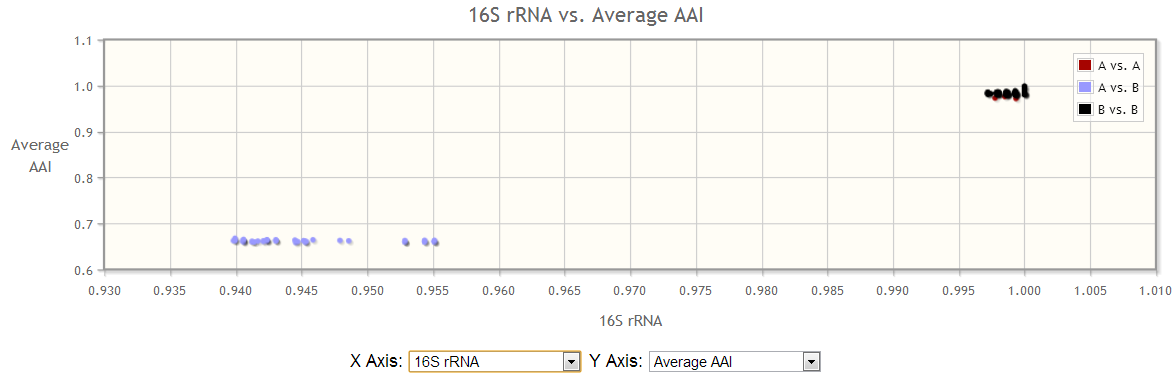 16S rRNA vs. Average AAI
1.1
1.0
0.9
0.8
0.7
0.6
Average
AAI
A vs. A
A vs. B
B vs. B
0.930 0.935 0.940 0.945 0.950 0.955 0.960 0.965 0.970 0.975 0.980 0.985 0.990 0.995 1.000 1.005 1.010
16S rRNA
X Axis: 16S rRNA Y Axis: Average AAI